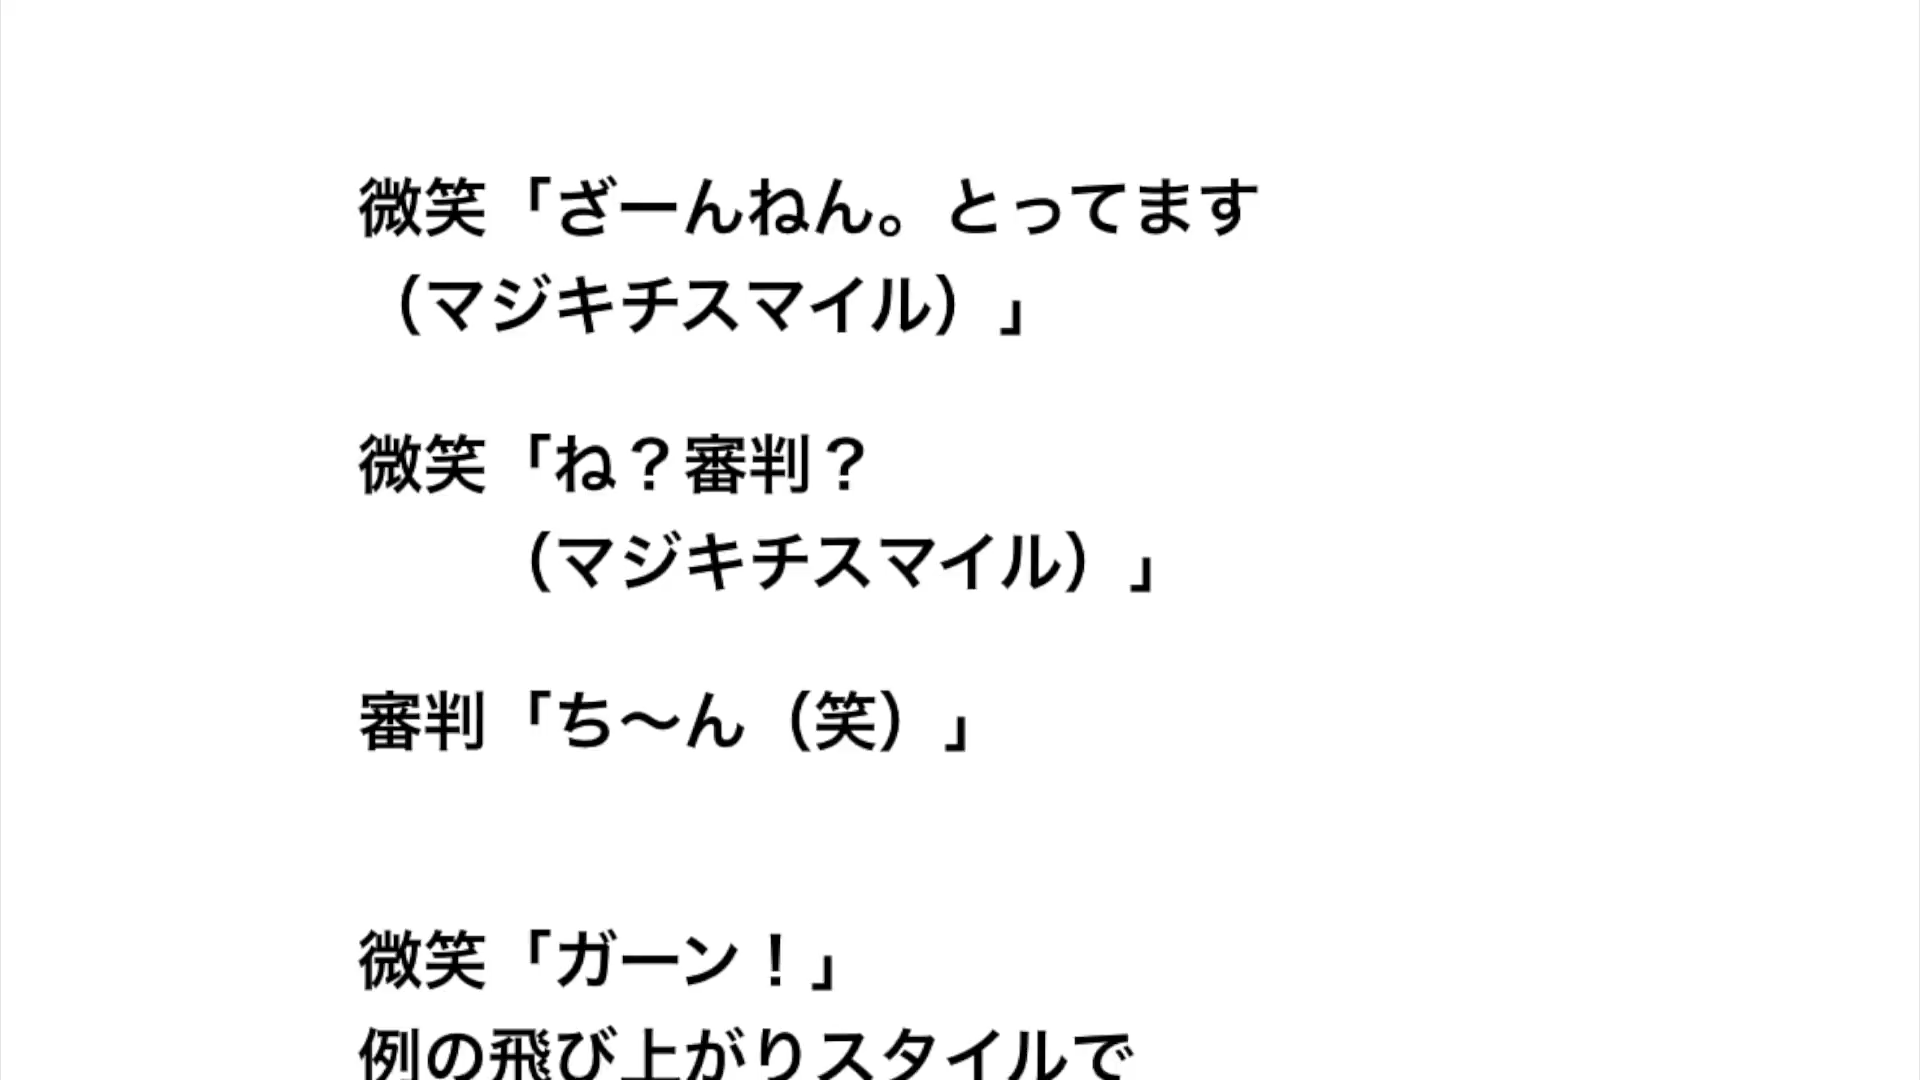 微笑「ざーんねん。とってます
（マジキチスマイル）」
微笑「ね？審判？
（マジキチスマイル）」
審判「ち〜ん（笑）」
微笑「ガーン！」
例の飛び上がりスタイルで